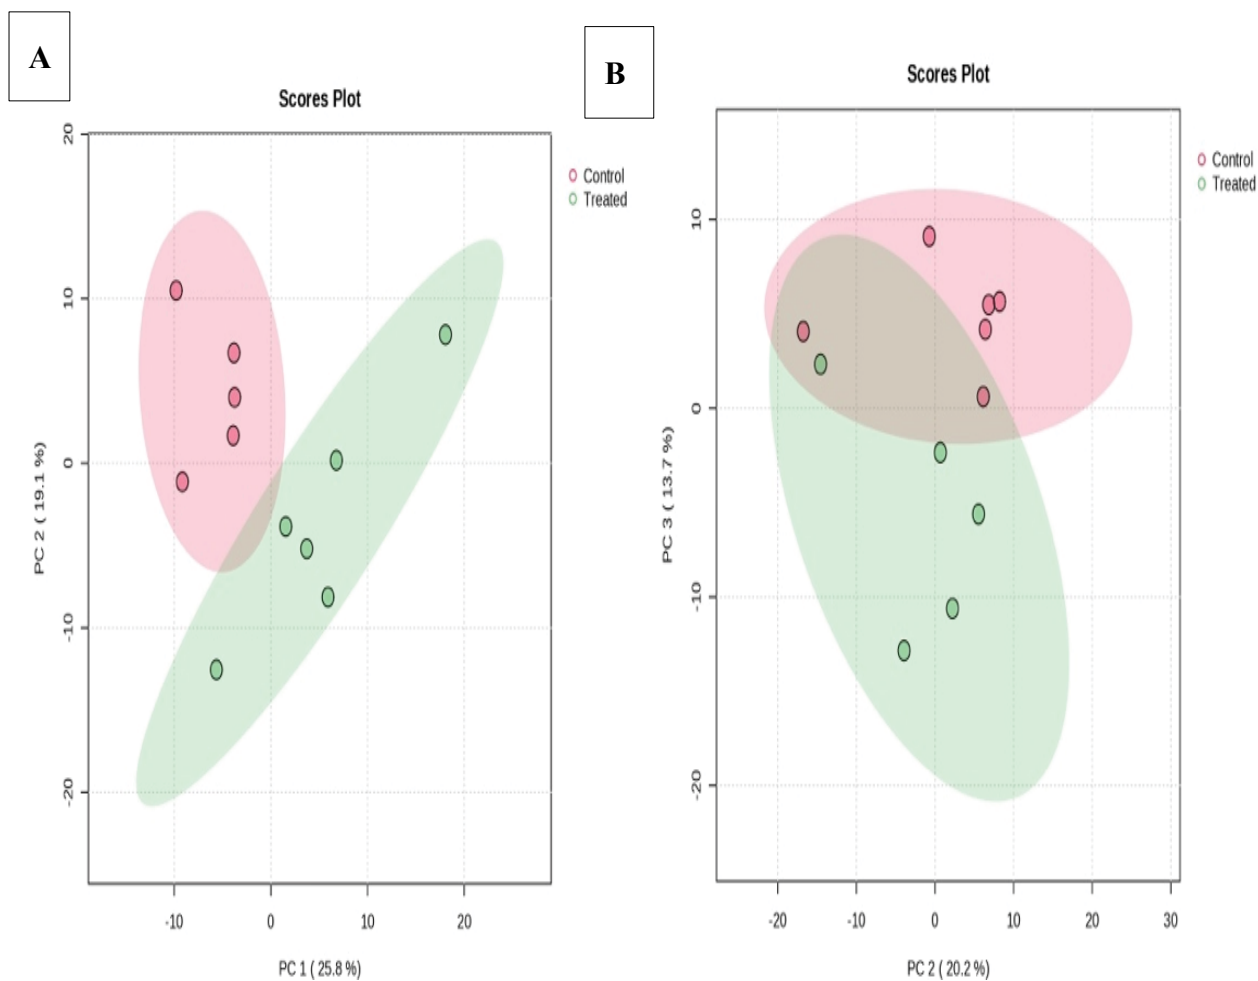 A
Scores Plot
20
10
0
-10
-20
PC 2 ( 19.1 %)
-10 0 10 20
PC 1 ( 25.8 %)
Control
Treated
B
Scores Plot
10
0
-10
-20
PC 3 ( 13.7 %)
-20 -10 0 10 20 30
PC 2 ( 20.2 %)
Control
Treated